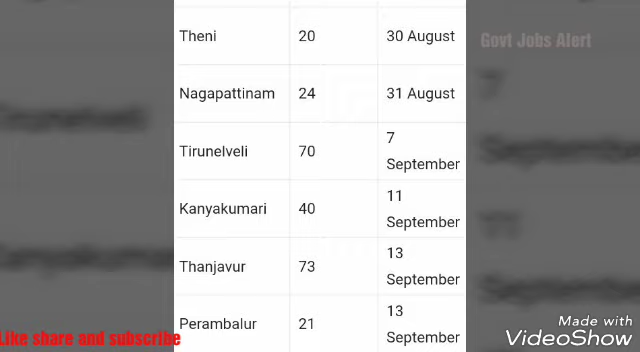 Theni 20 30 August
Govt Jobs Alert
Nagapattinam 24 31 August
Tirunelveli 70 7 September
Kanyakumari 40 11 September
Thanjavur 73 13 September
Perambalur 21 13 September
Like share and subscribe
Made with
VideoShow